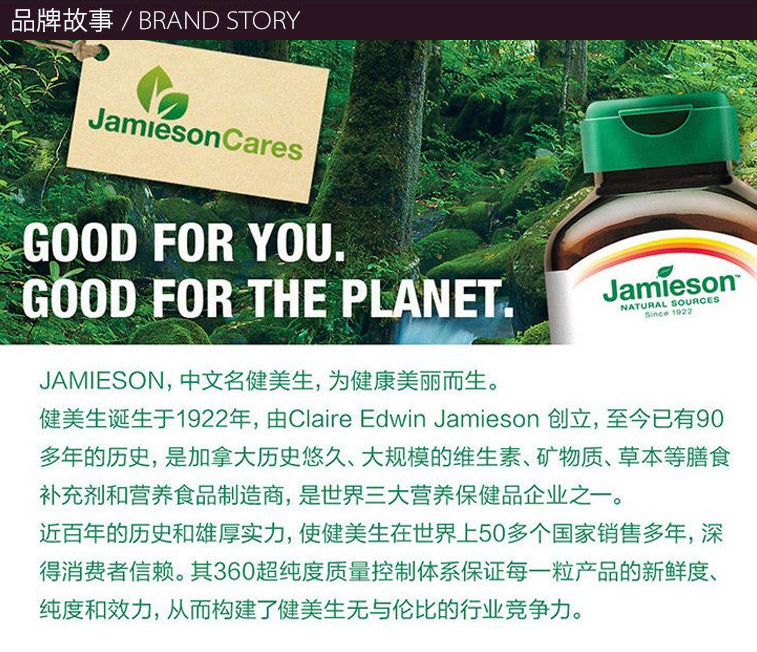 品牌故事 / BRAND STORY
JamiesonCares
GOOD FOR YOU.
GOOD FOR THE PLANET.
Jamieson™
NATURAL SOURCES
Since 1922
JAMIESON，中文名健美生，为健康美丽而生。
健美生诞生于1922年，由Claire Edwin Jamieson 创立，至今已有90
多年的历史，是加拿大历史悠久、大规模的维生素、矿物质、草本等膳食
补充剂和营养食品制造商，是世界三大营养保健品企业之一。
近百年的历史和雄厚实力，使健美生在世界上50多个国家销售多年，深
得消费者信赖。其360超纯度质量控制体系保证每一粒产品的新鲜度、
纯度和效力，从而构建了健美生无与伦比的行业竞争力。